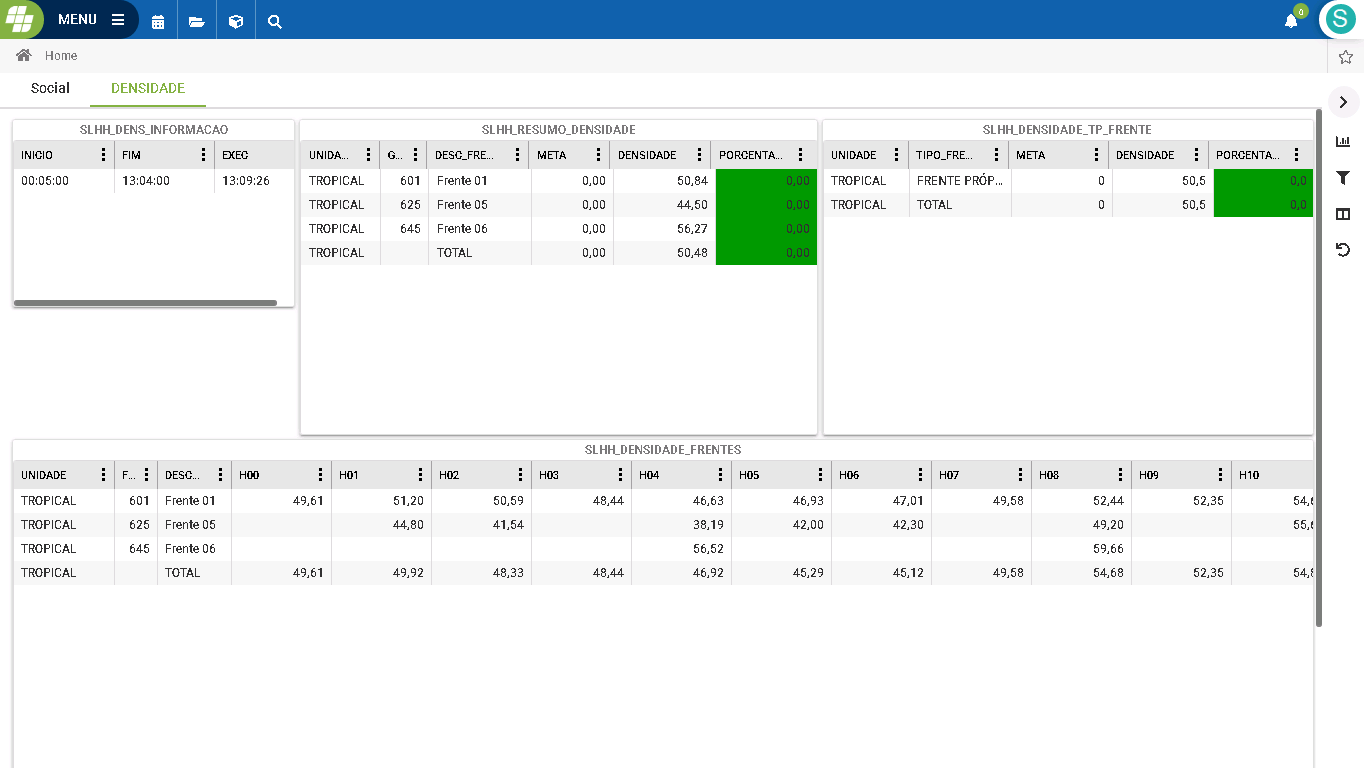 MENU
0
S
Home
Social DENSIDADE
SLHH_DENS_INFORMACAO
INICIO FIM EXEC
00:05:00 13:04:00 13:09:26
SLHH_RESUMO_DENSIDADE
UNIDA... G... DESC_FRE... META DENSIDADE PORCENTA...
TROPICAL 601 Frente 01 0,00 50,84 0,00
TROPICAL 625 Frente 05 0,00 44,50 0,00
TROPICAL 645 Frente 06 0,00 56,27 0,00
TROPICAL TOTAL 0,00 50,48 0,00
SLHH_DENSIDADE_TP_FRENTE
UNIDADE TIPO_FRE... META DENSIDADE PORCENTA...
TROPICAL FRENTE PRÓP... 0 50,5 0,0
TROPICAL TOTAL 0 50,5 0,0
SLHH_DENSIDADE_FRENTES
UNIDADE F... DESC... H00 H01 H02 H03 H04 H05 H06 H07 H08 H09 H10
TROPICAL 601 Frente 01 49,61 51,20 50,59 48,44 46,63 46,93 47,01 49,58 52,44 52,35
TROPICAL 625 Frente 05 44,80 41,54 38,19 42,00 42,30 49,20
TROPICAL 645 Frente 06 56,52 59,66
TROPICAL TOTAL 49,61 49,92 48,33 48,44 46,92 45,29 45,12 49,58 54,68 52,35